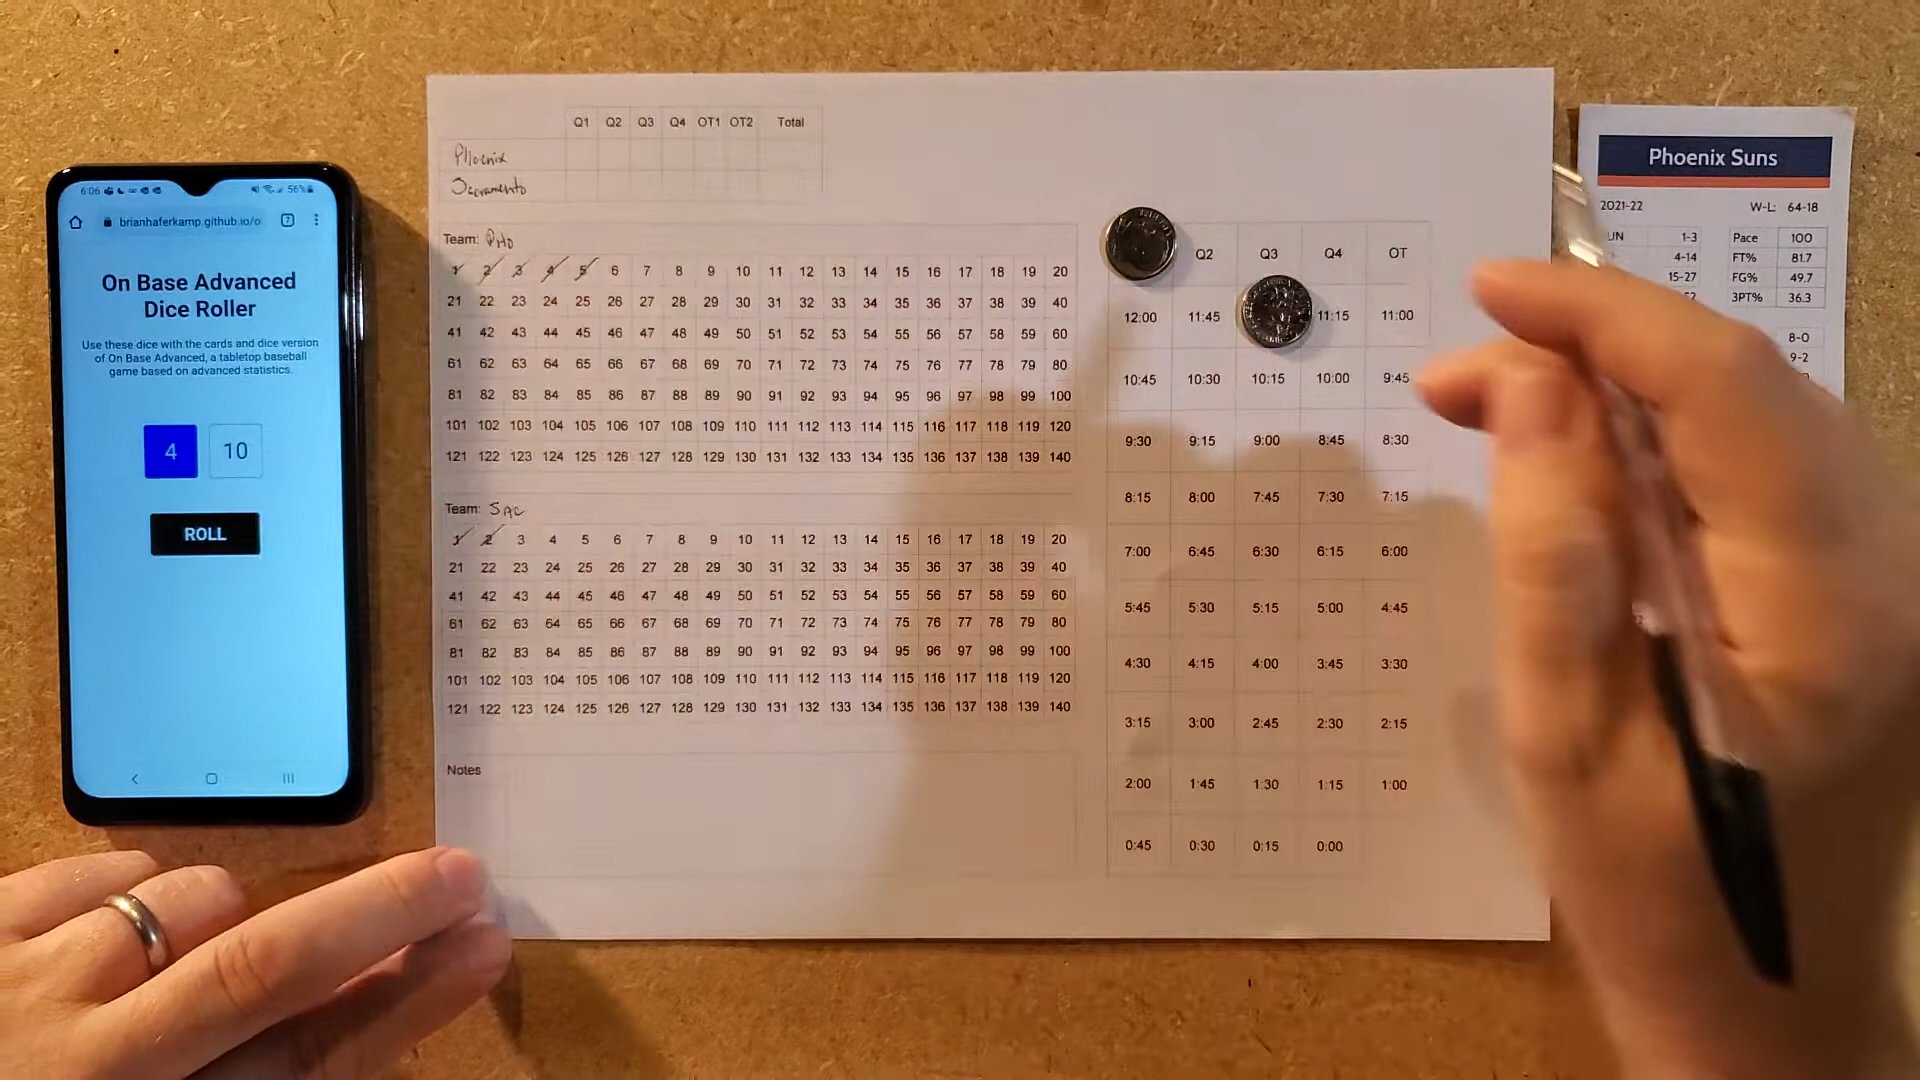 6:06 56%
brianhaferkamp.github.io/o 7
On Base Advanced
Dice Roller
Use these dice with the cards and dice version
of On Base Advanced, a tabletop baseball
game based on advanced statistics.
4 10
ROLL
Q1 Q2 Q3 Q4 OT1 OT2 Total
Phoenix
Sacramento
Team: PHO
1 2 3 4 5 6 7 8 9 10 11 12 13 14 15 16 17 18 19 20
21 22 23 24 25 26 27 28 29 30 31 32 33 34 35 36 37 38 39 40
41 42 43 44 45 46 47 48 49 50 51 52 53 54 55 56 57 58 59 60
61 62 63 64 65 66 67 68 69 70 71 72 73 74 75 76 77 78 79 80
81 82 83 84 85 86 87 88 89 90 91 92 93 94 95 96 97 98 99 100
101 102 103 104 105 106 107 108 109 110 111 112 113 114 115 116 117 118 119 120
121 122 123 124 125 126 127 128 129 130 131 132 133 134 135 136 137 138 139 140
Team: SAC
1 2 3 4 5 6 7 8 9 10 11 12 13 14 15 16 17 18 19 20
21 22 23 24 25 26 27 28 29 30 31 32 33 34 35 36 37 38 39 40
41 42 43 44 45 46 47 48 49 50 51 52 53 54 55 56 57 58 59 60
61 62 63 64 65 66 67 68 69 70 71 72 73 74 75 76 77 78 79 80
81 82 83 84 85 86 87 88 89 90 91 92 93 94 95 96 97 98 99 100
101 102 103 104 105 106 107 108 109 110 111 112 113 114 115 116 117 118 119 120
121 122 123 124 125 126 127 128 129 130 131 132 133 134 135 136 137 138 139 140
Notes
Q2 Q3 Q4 OT
12:00 11:45 11:15 11:00
10:45 10:30 10:15 10:00 9:45
9:30 9:15 9:00 8:45 8:30
8:15 8:00 7:45 7:30 7:15
7:00 6:45 6:30 6:15 6:00
5:45 5:30 5:15 5:00 4:45
4:30 4:15 4:00 3:45 3:30
3:15 3:00 2:45 2:30 2:15
2:00 1:45 1:30 1:15 1:00
0:45 0:30 0:15 0:00
Phoenix Suns
2021-22 W-L: 64-18
UN 1-3 Pace 100
4-14 FT% 81.7
15-27 FG% 49.7
3PT% 36.3
8-0
9-2